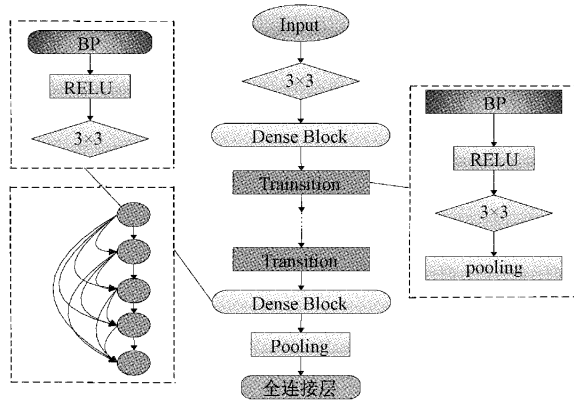 BP
RELU
3×3
Input
3×3
Dense Block
Trainsition
Transition
Dense Block
Pooling
全连接层
BP
RELU
3×3
pooling